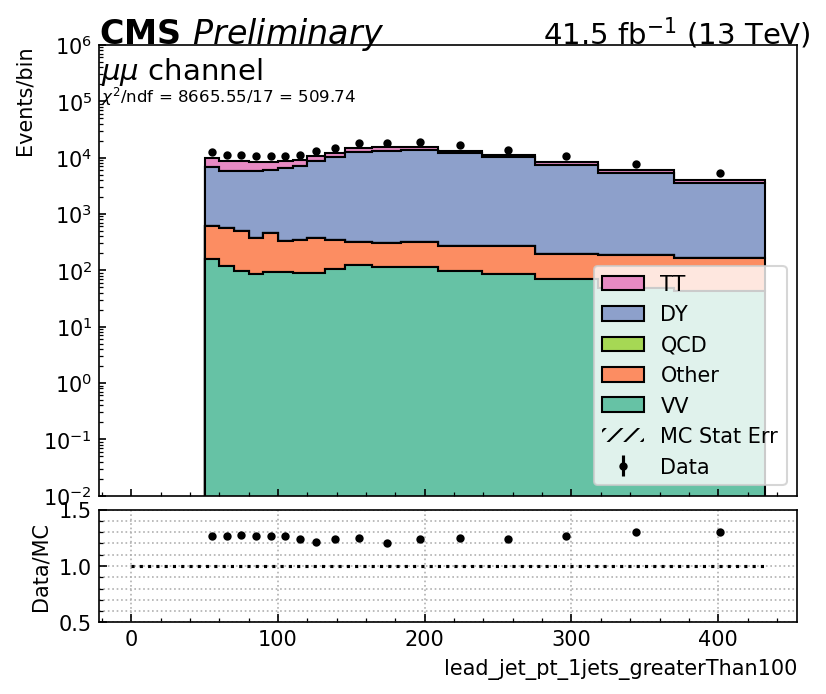 CMS Preliminary 41.5 fb⁻¹ (13 TeV)
Events/bin
μμ channel
χ²/ndf = 8665.55/17 = 509.74
10⁶
10⁵
10⁴
10³
10²
10¹
10⁰
10⁻¹
10⁻²
TT
DY
QCD
Other
VV
MC Stat Err
Data
Data/MC
1.5
1.0
0.5
0 100 200 300 400
lead_jet_pt_1jets_greaterThan100